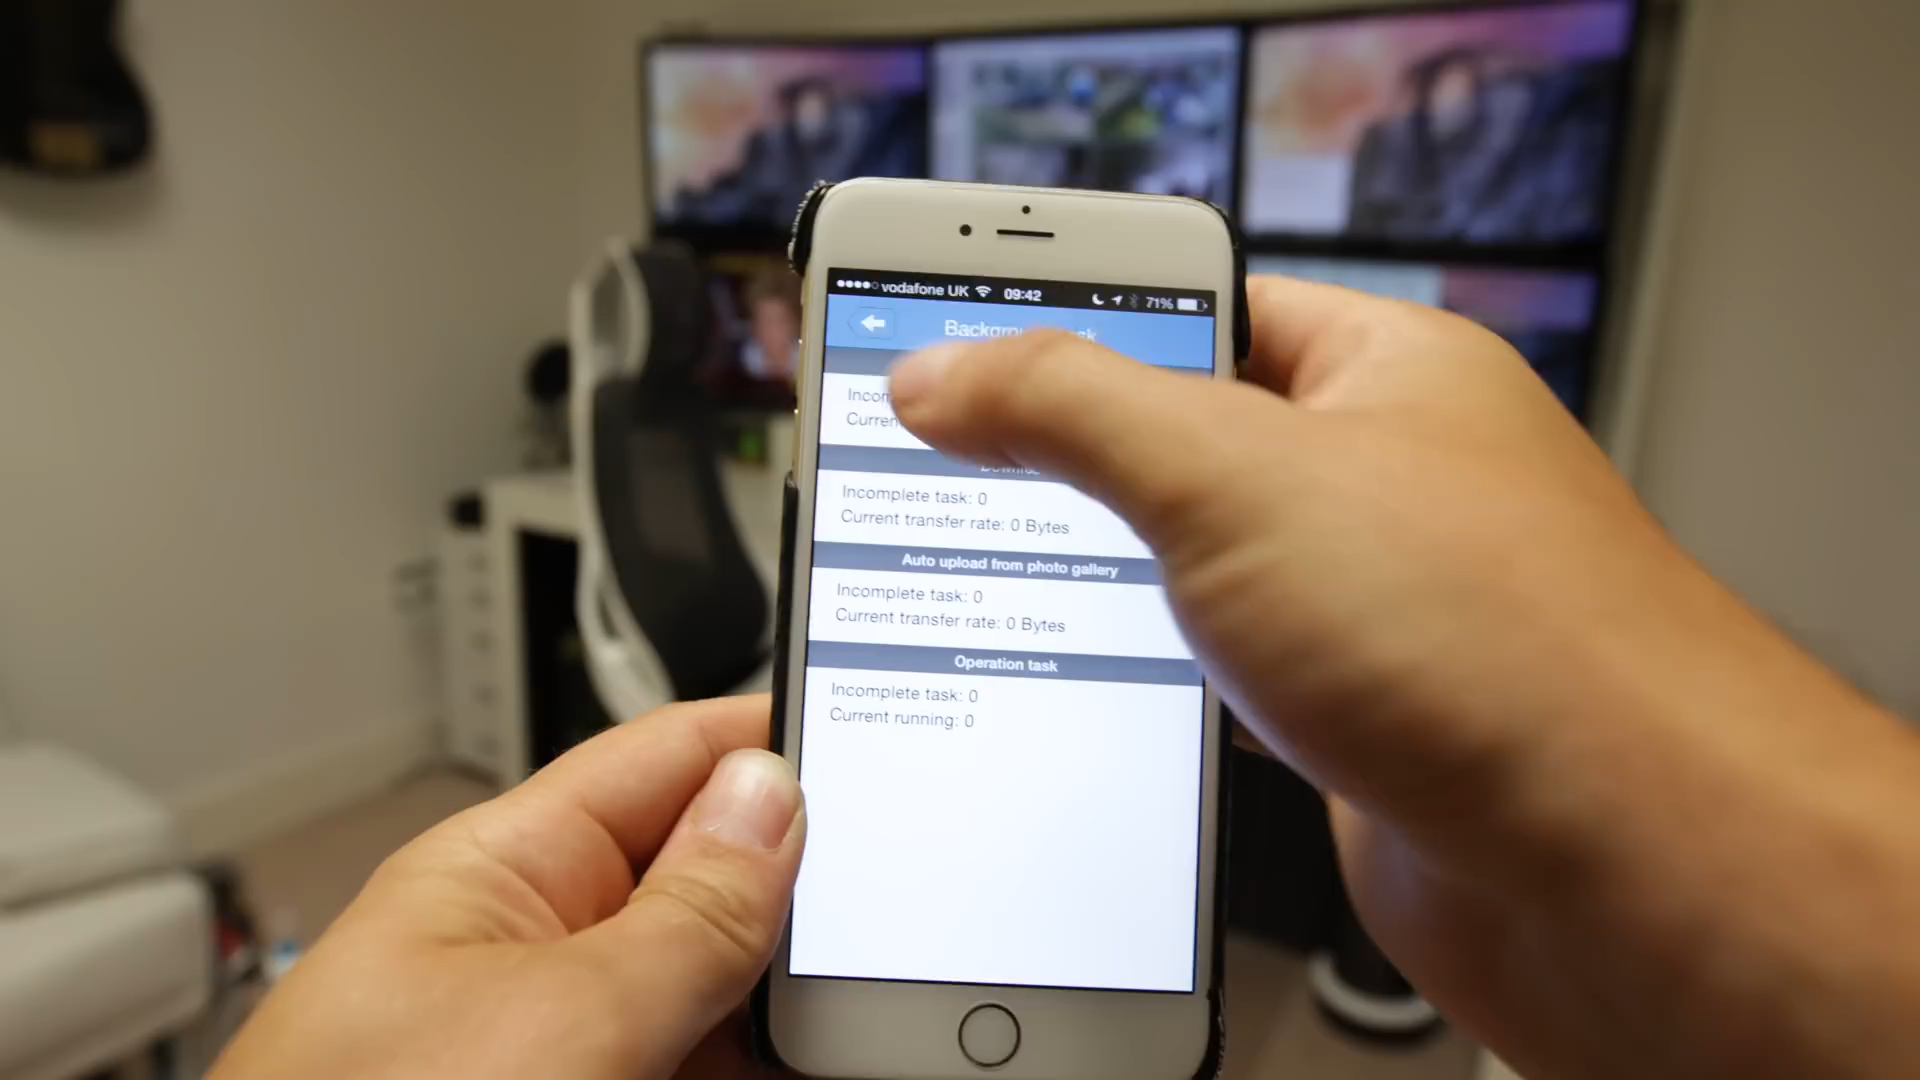 vodafone UK 09:42 71%
Incomplete task: 0
Current transfer rate: 0 Bytes
Auto upload from photo gallery
Incomplete task: 0
Current transfer rate: 0 Bytes
Operation task
Incomplete task: 0
Current running: 0